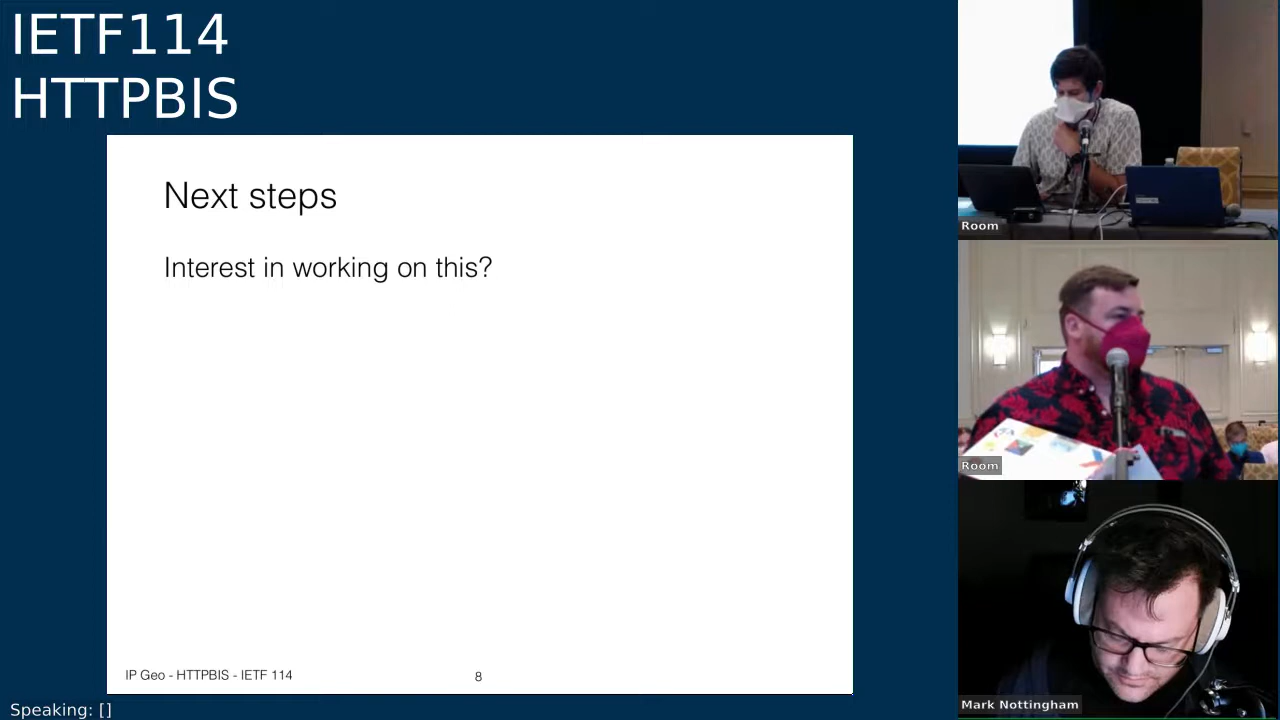 IETF114
HTTPBIS
Next steps
Interest in working on this?
IP Geo - HTTPBIS - IETF 114
8
Speaking: []
Room
Room
Mark Nottingham